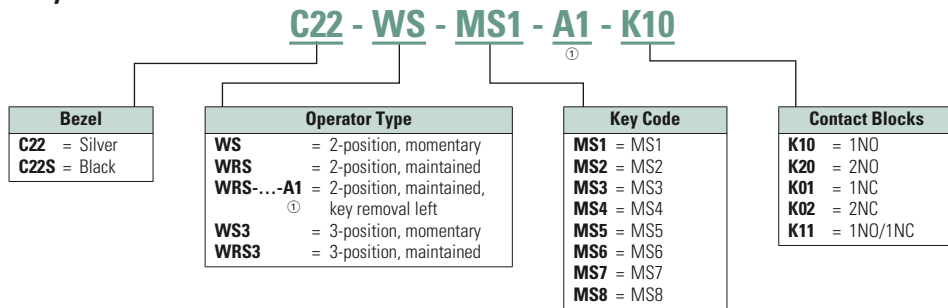 C22 - WS - MS1 - A1 - K10
①
Bezel
C22 = Silver
C22S = Black
Operator Type
WS = 2-position, momentary
WRS = 2-position, maintained
WRS-...-A1 = 2-position, maintained,
① key removal left
WS3 = 3-position, momentary
WRS3 = 3-position, maintained
Key Code
MS1 = MS1
MS2 = MS2
MS3 = MS3
MS4 = MS4
MS5 = MS5
MS6 = MS6
MS7 = MS7
MS8 = MS8
Contact Blocks
K10 = 1NO
K20 = 2NO
K01 = 1NC
K02 = 2NC
K11 = 1NO/1NC